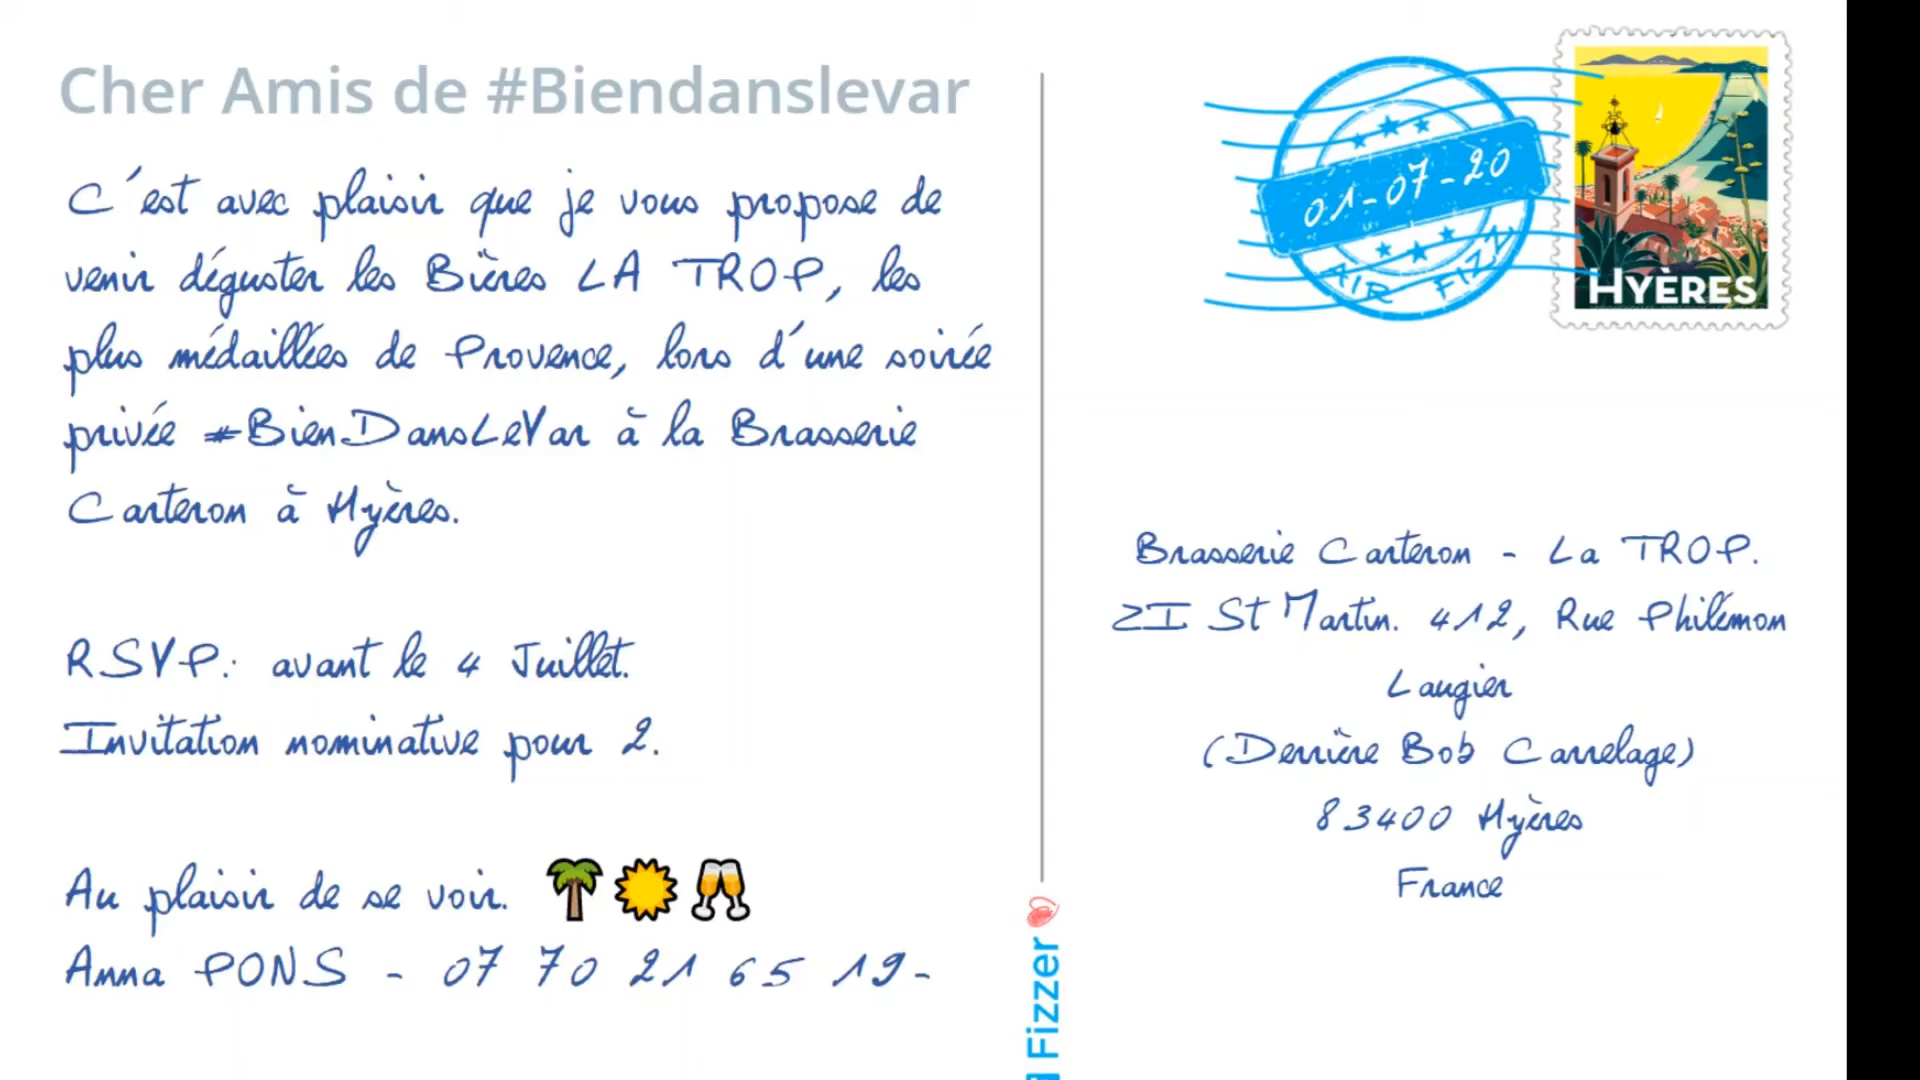 Cher Amis de #Biendanslevar
C'est avec plaisir que je vous propose de
venir déguster les Bières LA TROP, les
plus médaillées de Provence, lors d'une soirée
privée #BienDansLeVar à la Brasserie
Carteron à Hyères.
RSVP: avant le 4 Juillet.
Invitation nominative pour 2.
Au plaisir de se voir. 🌴☀️🥂
Anna PONS - 07 70 21 65 19-
Fizzer
01-07-20
AIR FIZZ
HYÈRES
Brasserie Carteron - La TROP.
ZI St Martin. 412, Rue Philémon
Laugier
(Derrière Bob Carrelage)
83400 Hyères
France